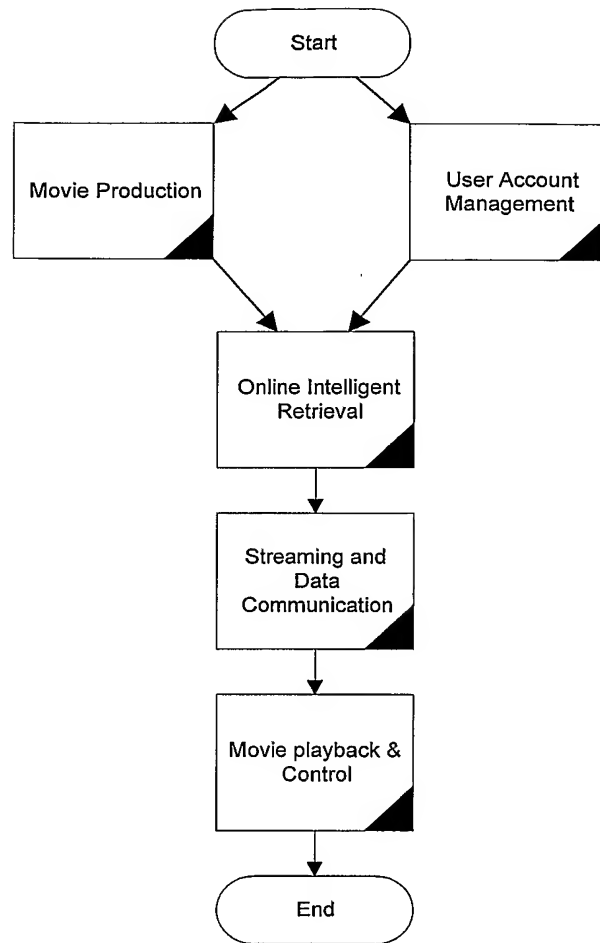 Start
Movie Production
User Account
Management
Online Intelligent
Retrieval
Streaming and
Data
Communication
Movie playback &
Control
End